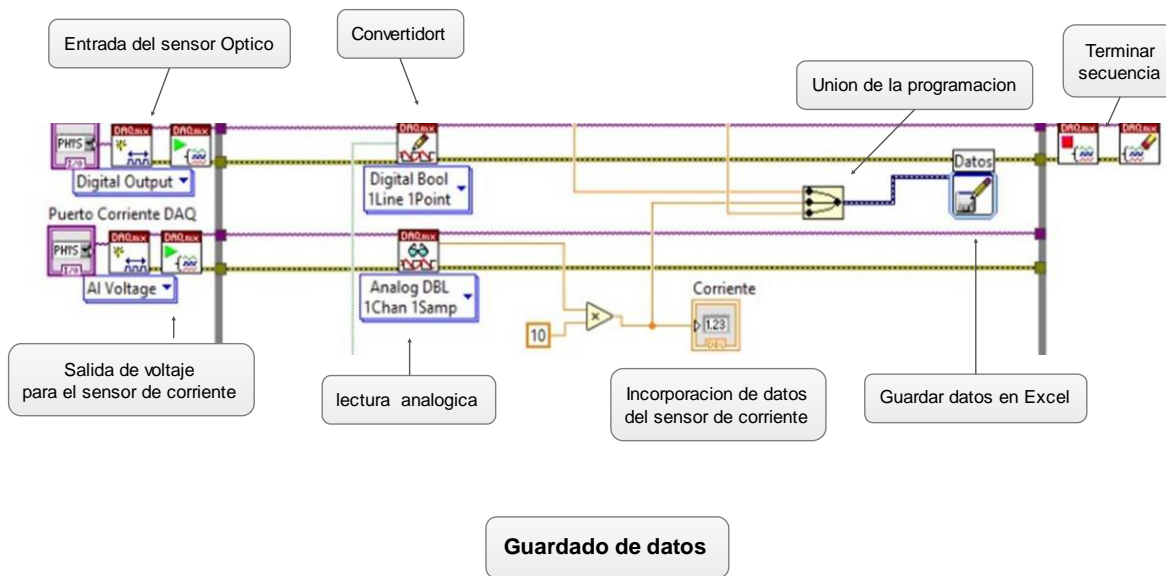 Entrada del sensor Optico
Convertidort
Terminar
secuencia
Union de la programacion
PHYS
I/O
DAQmx
DAQmx
Digital Output
DAQmx
Digital Bool
1Line 1Point
Datos
DAQmx
DAQmx
Puerto Corriente DAQ
PHYS
I/O
DAQmx
DAQmx
AI Voltage
DAQmx
Analog DBL
1Chan 1Samp
10
×
Corriente
1.23
DBL
Salida de voltaje
para el sensor de corriente
lectura analogica
Incorporacion de datos
del sensor de corriente
Guardar datos en Excel
Guardado de datos